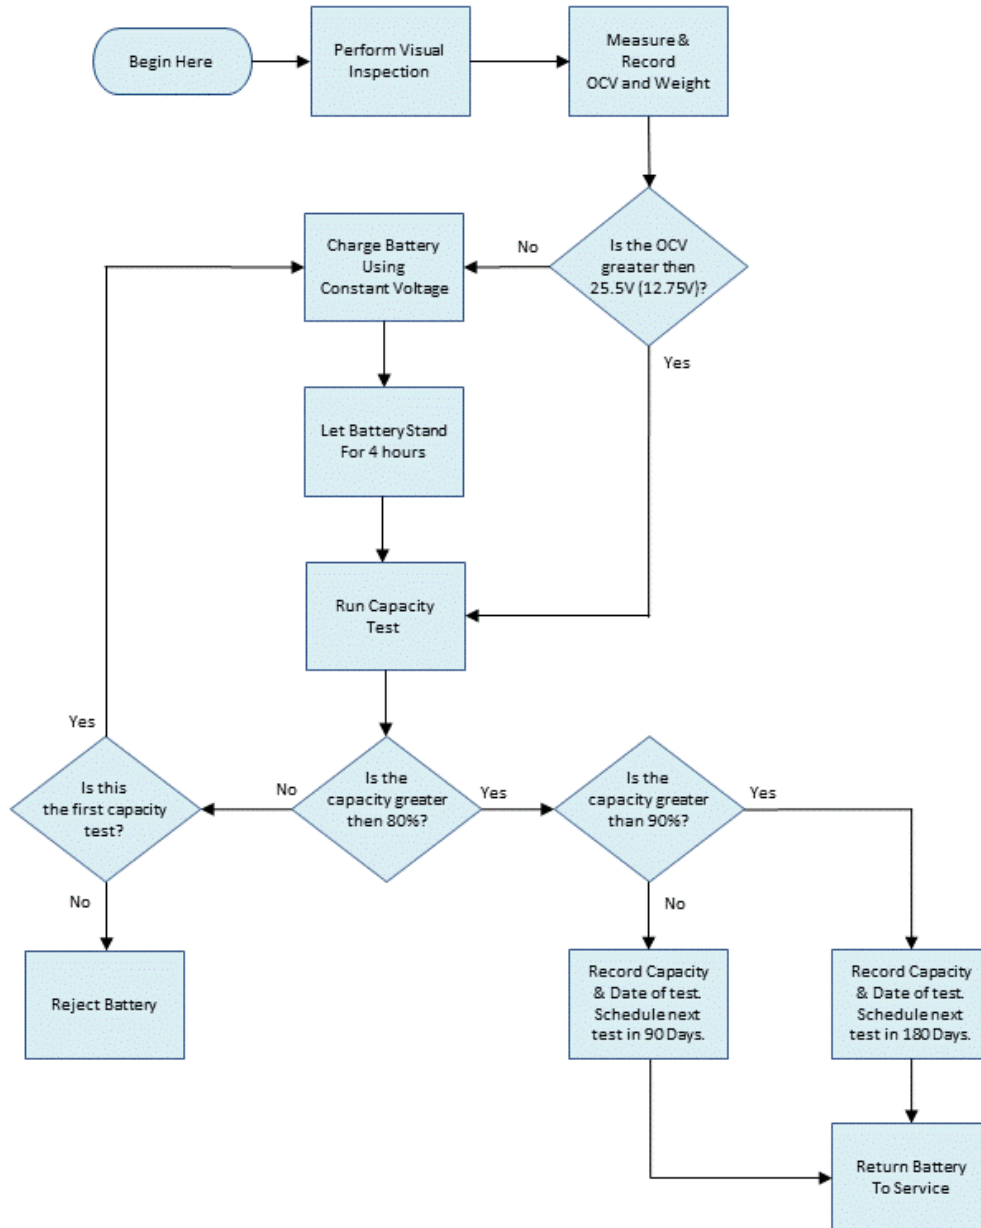 Begin Here
Perform Visual
Inspection
Measure &
Record
OCV and Weight
Is the OCV
greater then
25.5V (12.75V)?
No
Yes
Charge Battery
Using
Constant Voltage
Let Battery Stand
For 4 hours
Run Capacity
Test
Is the
capacity greater
then 80%?
No
Yes
Is this
the first capacity
test?
Yes
No
Reject Battery
Is the
capacity greater
than 90%?
Yes
No
Record Capacity
& Date of test.
Schedule next
test in 90 Days.
Record Capacity
& Date of test.
Schedule next
test in 180 Days.
Return Battery
To Service